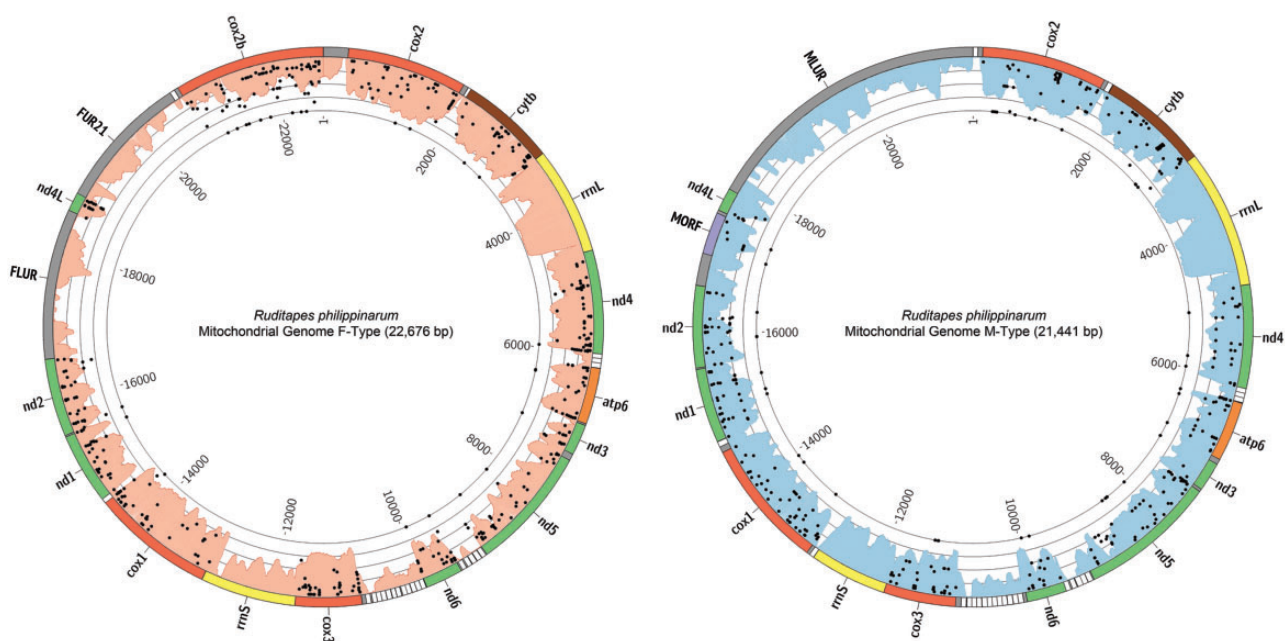 cox2b
cox2
cytb
rrnL
nd4
atp6
nd3
nd5
nd6
cox3
rrnS
cox1
nd1
nd2
FLUR
nd4L
FUR21
1-
2000-
4000-
6000-
8000-
10000-
-12000
-14000
-16000
-18000
-20000
-22000
Ruditapes philippinarum
Mitochondrial Genome F-Type (22,676 bp)
MLUR
cox2
cytb
rrnL
nd4
atp6
nd3
nd5
nd6
cox3
rrnS
cox1
nd1
nd2
MORF
nd4L
1-
2000-
4000-
6000-
8000-
10000-
-12000
-14000
-16000
-18000
-20000
Ruditapes philippinarum
Mitochondrial Genome M-Type (21,441 bp)